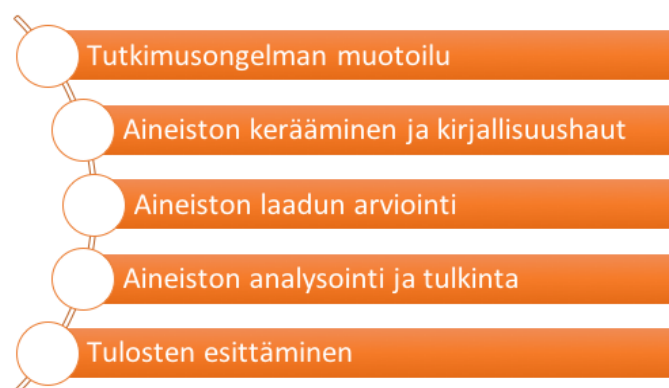 Tutkimusongelman muotoilu
Aineiston kerääminen ja kirjallisuushaut
Aineiston laadun arviointi
Aineiston analysointi ja tulkinta
Tulosten esittäminen